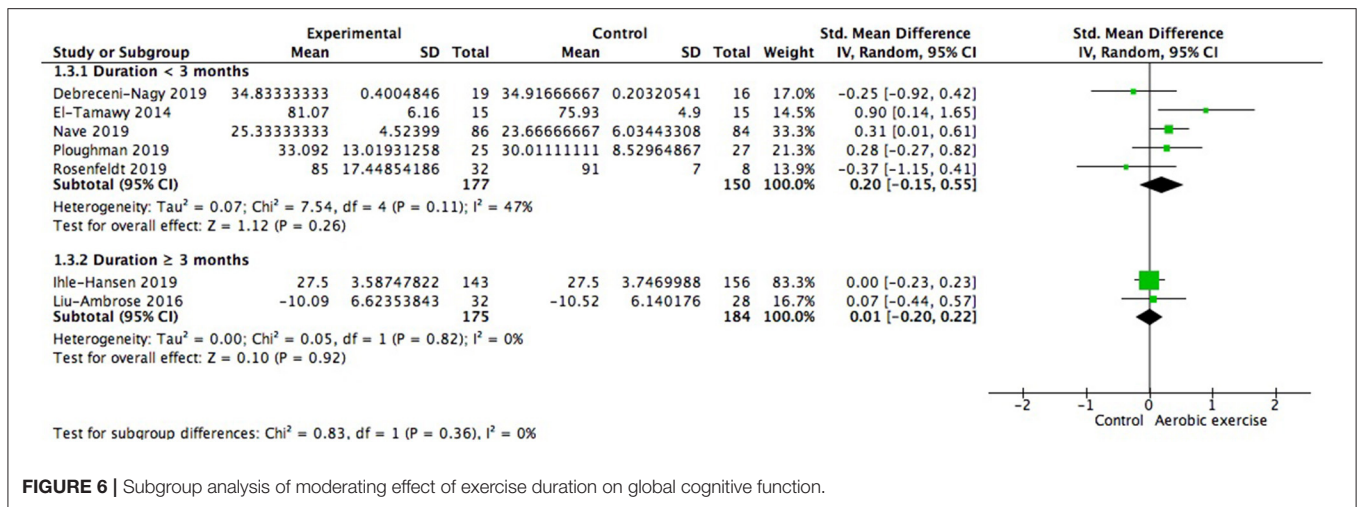 Experimental Control Std. Mean Difference Std. Mean Difference
Study or Subgroup Mean SD Total Mean SD Total Weight IV, Random, 95% CI IV, Random, 95% CI
1.3.1 Duration < 3 months
Debreceni-Nagy 2019 34.83333333 0.4004846 19 34.91666667 0.20320541 16 17.0% -0.25 [-0.92, 0.42]
El-Tamawy 2014 81.07 6.16 15 75.93 4.9 15 14.5% 0.90 [0.14, 1.65]
Nave 2019 25.33333333 4.52399 86 23.66666667 6.03443308 84 33.3% 0.31 [0.01, 0.61]
Ploughman 2019 33.092 13.01931258 25 30.01111111 8.52964867 27 21.3% 0.28 [-0.27, 0.82]
Rosenfeldt 2019 85 17.44854186 32 91 7 8 13.9% -0.37 [-1.15, 0.41]
Subtotal (95% CI) 177 150 100.0% 0.20 [-0.15, 0.55]
Heterogeneity: Tau² = 0.07; Chi² = 7.54, df = 4 (P = 0.11); I² = 47%
Test for overall effect: Z = 1.12 (P = 0.26)
1.3.2 Duration ≥ 3 months
Ihle-Hansen 2019 27.5 3.58747822 143 27.5 3.7469988 156 83.3% 0.00 [-0.23, 0.23]
Liu-Ambrose 2016 -10.09 6.62353843 32 -10.52 6.140176 28 16.7% 0.07 [-0.44, 0.57]
Subtotal (95% CI) 175 184 100.0% 0.01 [-0.20, 0.22]
Heterogeneity: Tau² = 0.00; Chi² = 0.05, df = 1 (P = 0.82); I² = 0%
Test for overall effect: Z = 0.10 (P = 0.92)
-2 -1 0 1 2
Control Aerobic exercise
Test for subgroup differences: Chi² = 0.83, df = 1 (P = 0.36), I² = 0%
FIGURE 6 | Subgroup analysis of moderating effect of exercise duration on global cognitive function.